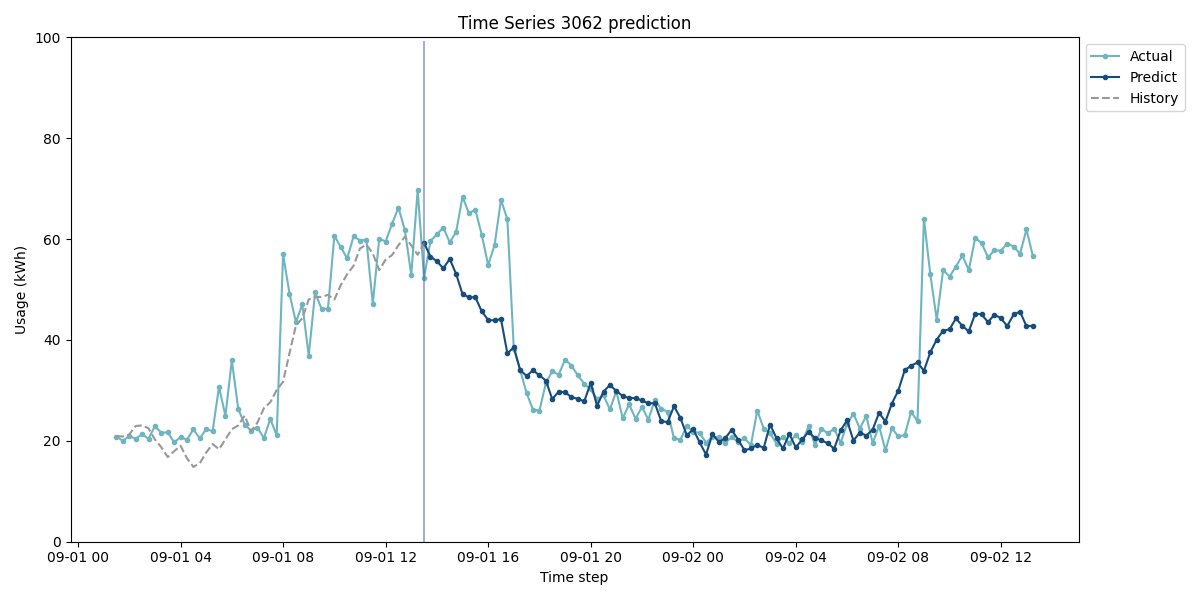 Time Series 3062 prediction
100
80
60
40
20
0
Usage (kWh)
09-01 00
09-01 04
09-01 08
09-01 12
09-01 16
09-01 20
09-02 00
09-02 04
09-02 08
09-02 12
Time step
Actual
Predict
History